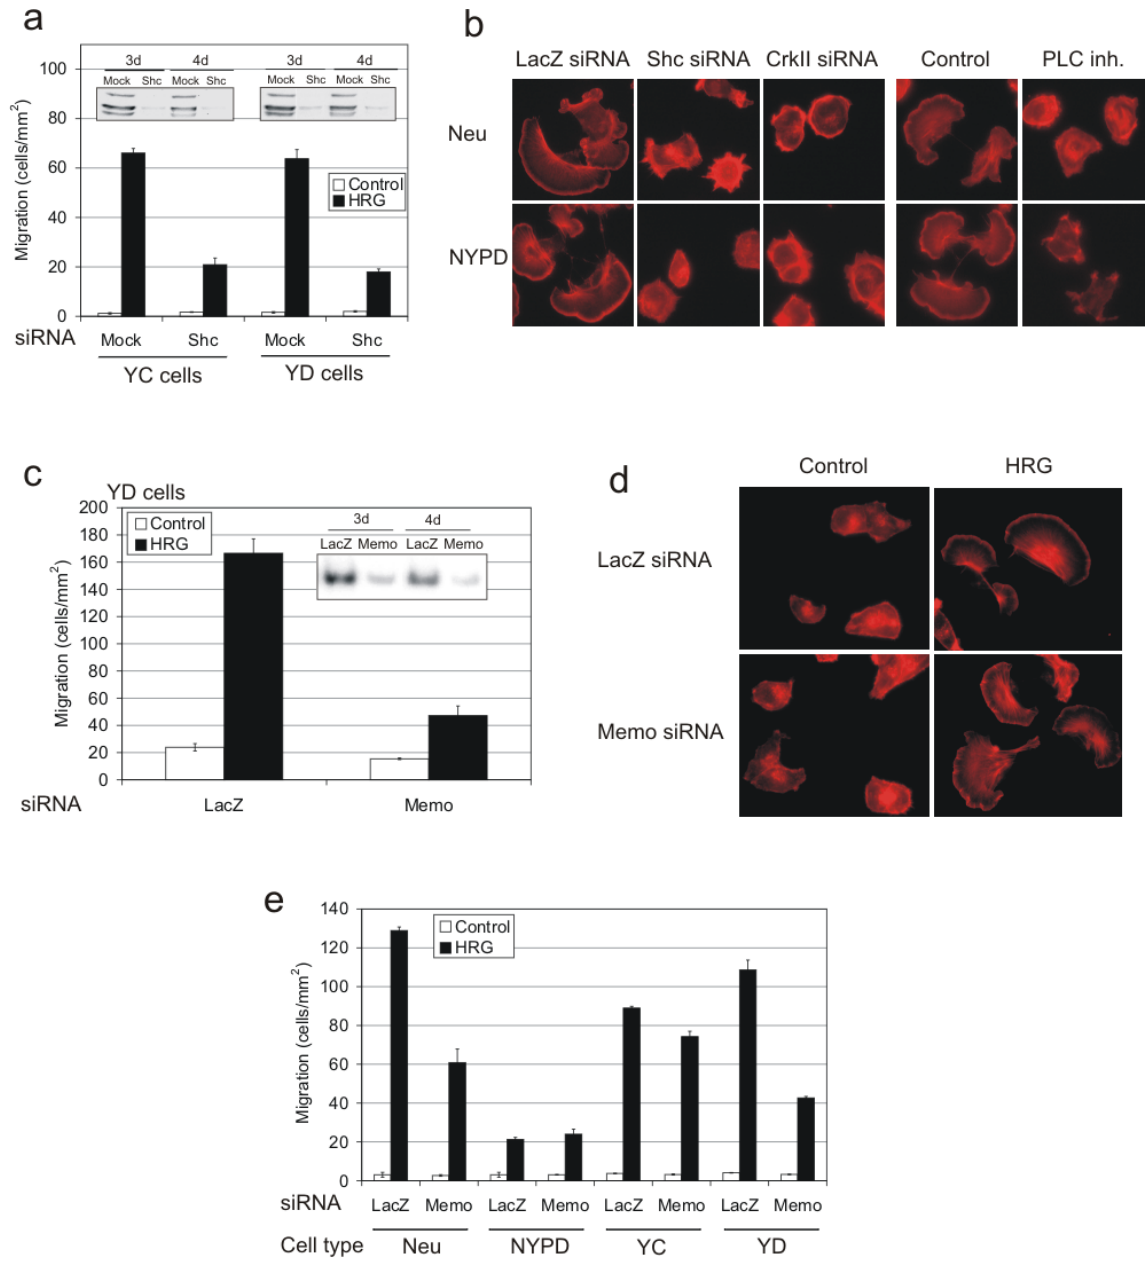 a
100
80
60
40
20
0
Migration (cells/mm²)
3d 4d 3d 4d
Mock Shc Mock Shc Mock Shc Mock Shc
Control
HRG
siRNA Mock Shc Mock Shc
YC cells YD cells
b
LacZ siRNA Shc siRNA CrkII siRNA Control PLC inh.
Neu
NYPD
c
YD cells
200
180
160
140
120
100
80
60
40
20
0
Migration (cells/mm²)
Control
HRG
3d 4d
LacZ Memo LacZ Memo
siRNA LacZ Memo
d
Control HRG
LacZ siRNA
Memo siRNA
e
140
120
100
80
60
40
20
0
Migration (cells/mm²)
Control
HRG
siRNA LacZ Memo LacZ Memo LacZ Memo LacZ Memo
Cell type Neu NYPD YC YD